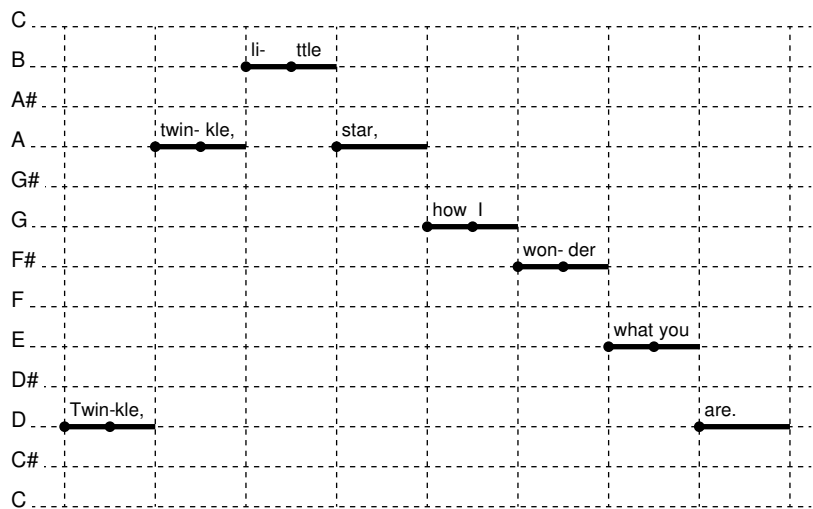 C
B li- ttle
A#
A twin- kle, star,
G#
G how I
F# won- der
F
E what you
D#
D Twin-kle, are.
C#
C